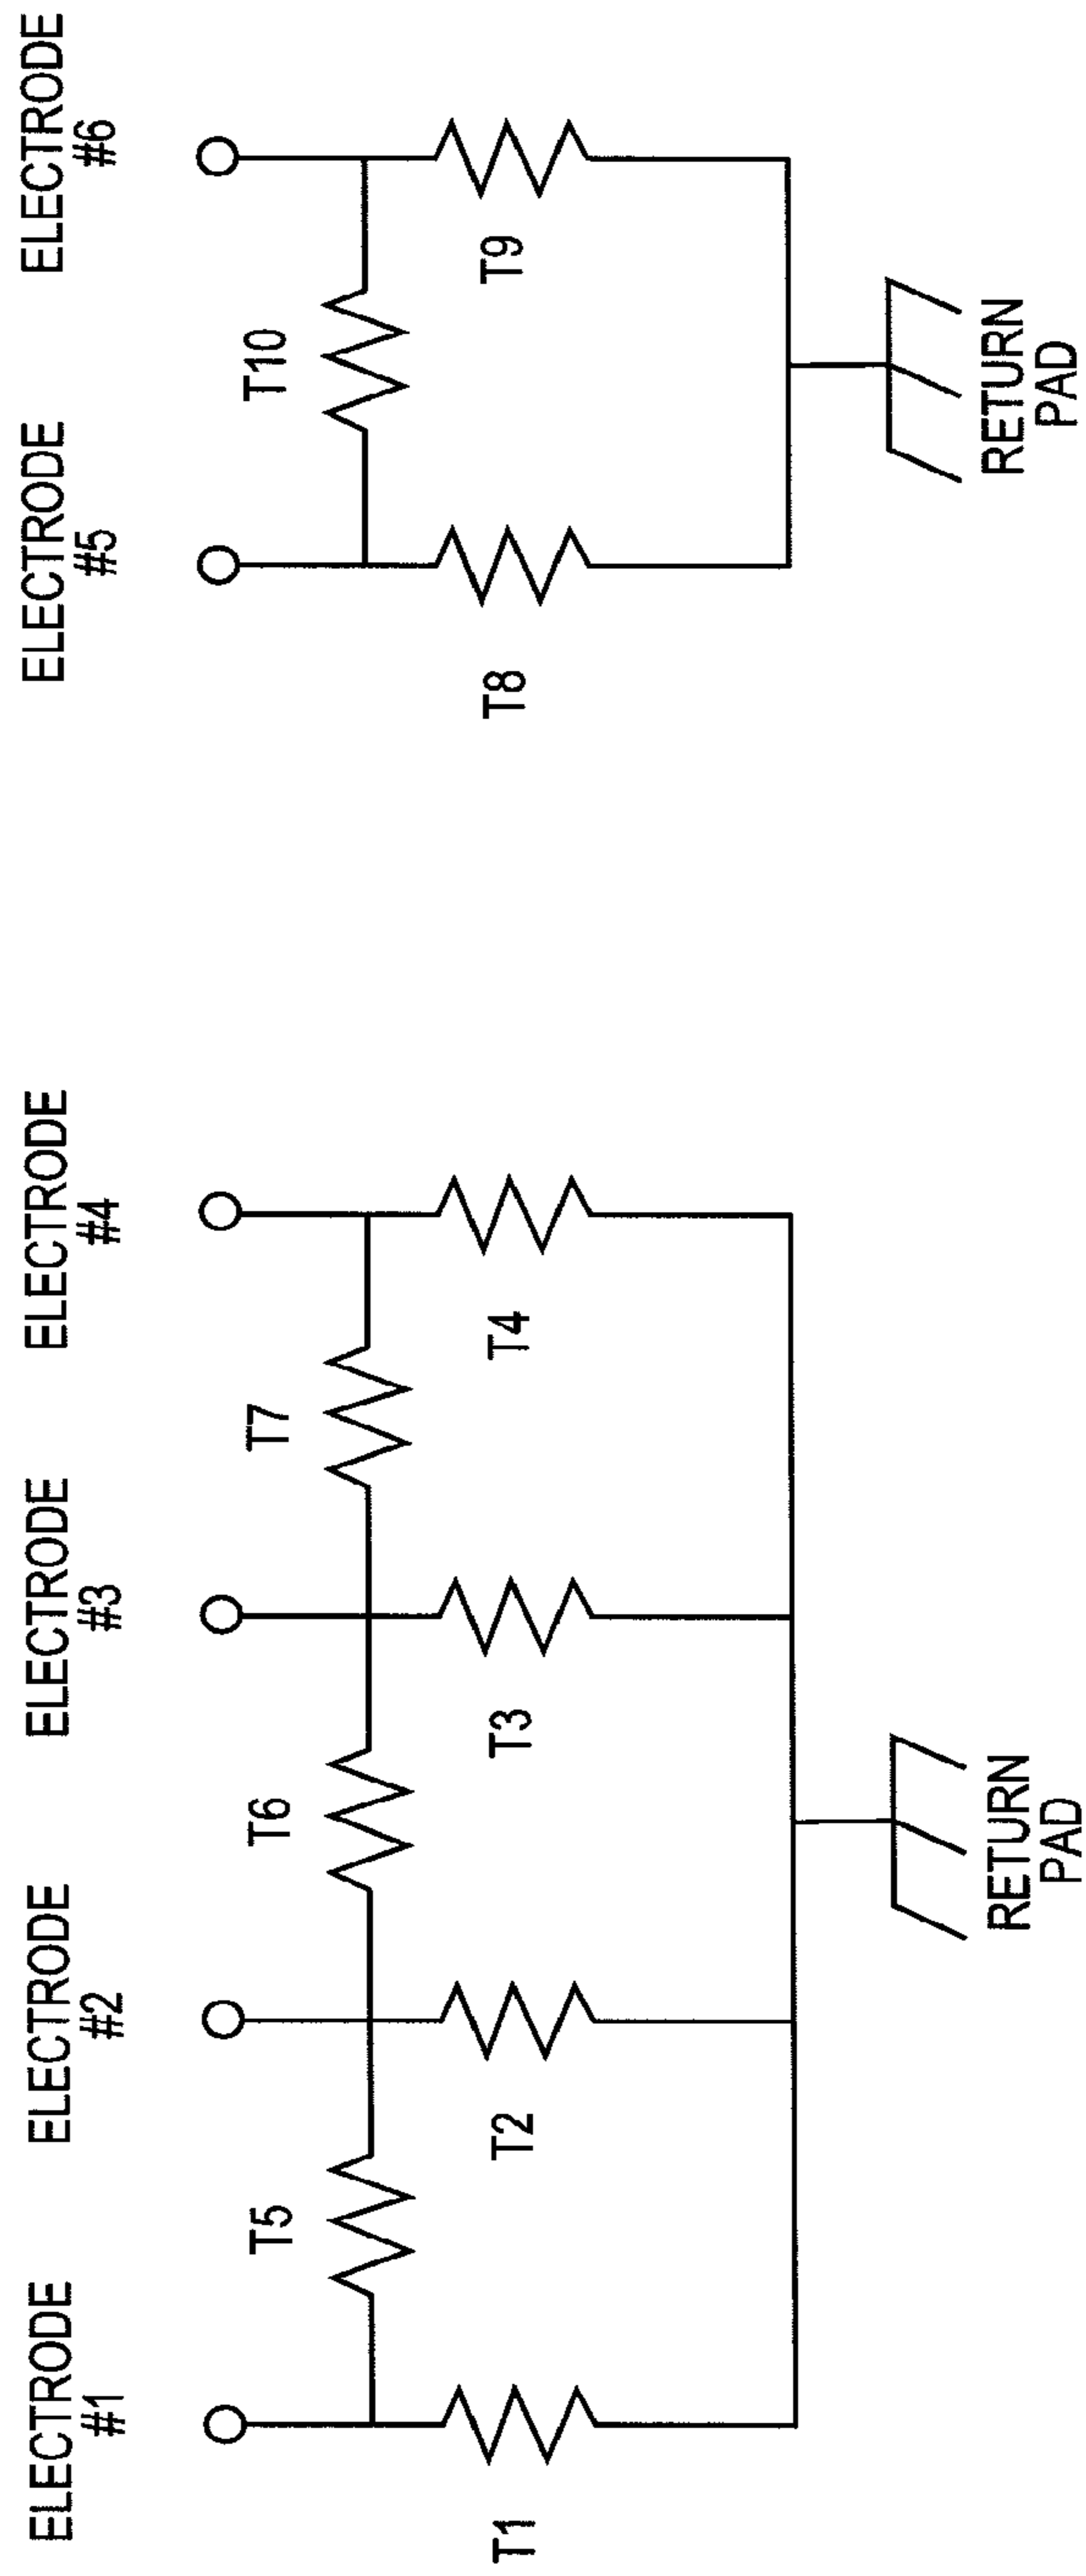 ELECTRODE
#1
ELECTRODE
#2
ELECTRODE
#3
ELECTRODE
#4
ELECTRODE
#5
ELECTRODE
#6
T5
T6
T7
T10
T1
T2
T3
T4
T8
T9
RETURN
PAD
RETURN
PAD